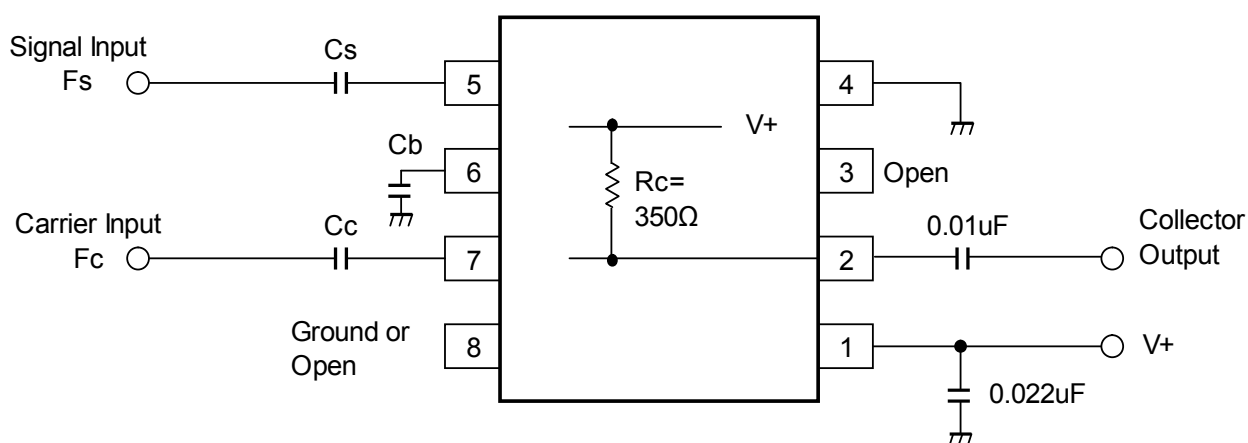 Signal Input
Fs
Cs
5
4
V+
Cb
6
3
Open
Rc=
350Ω
Carrier Input
Fc
Cc
7
2
0.01uF
Collector
Output
Ground or
Open
8
1
V+
0.022uF